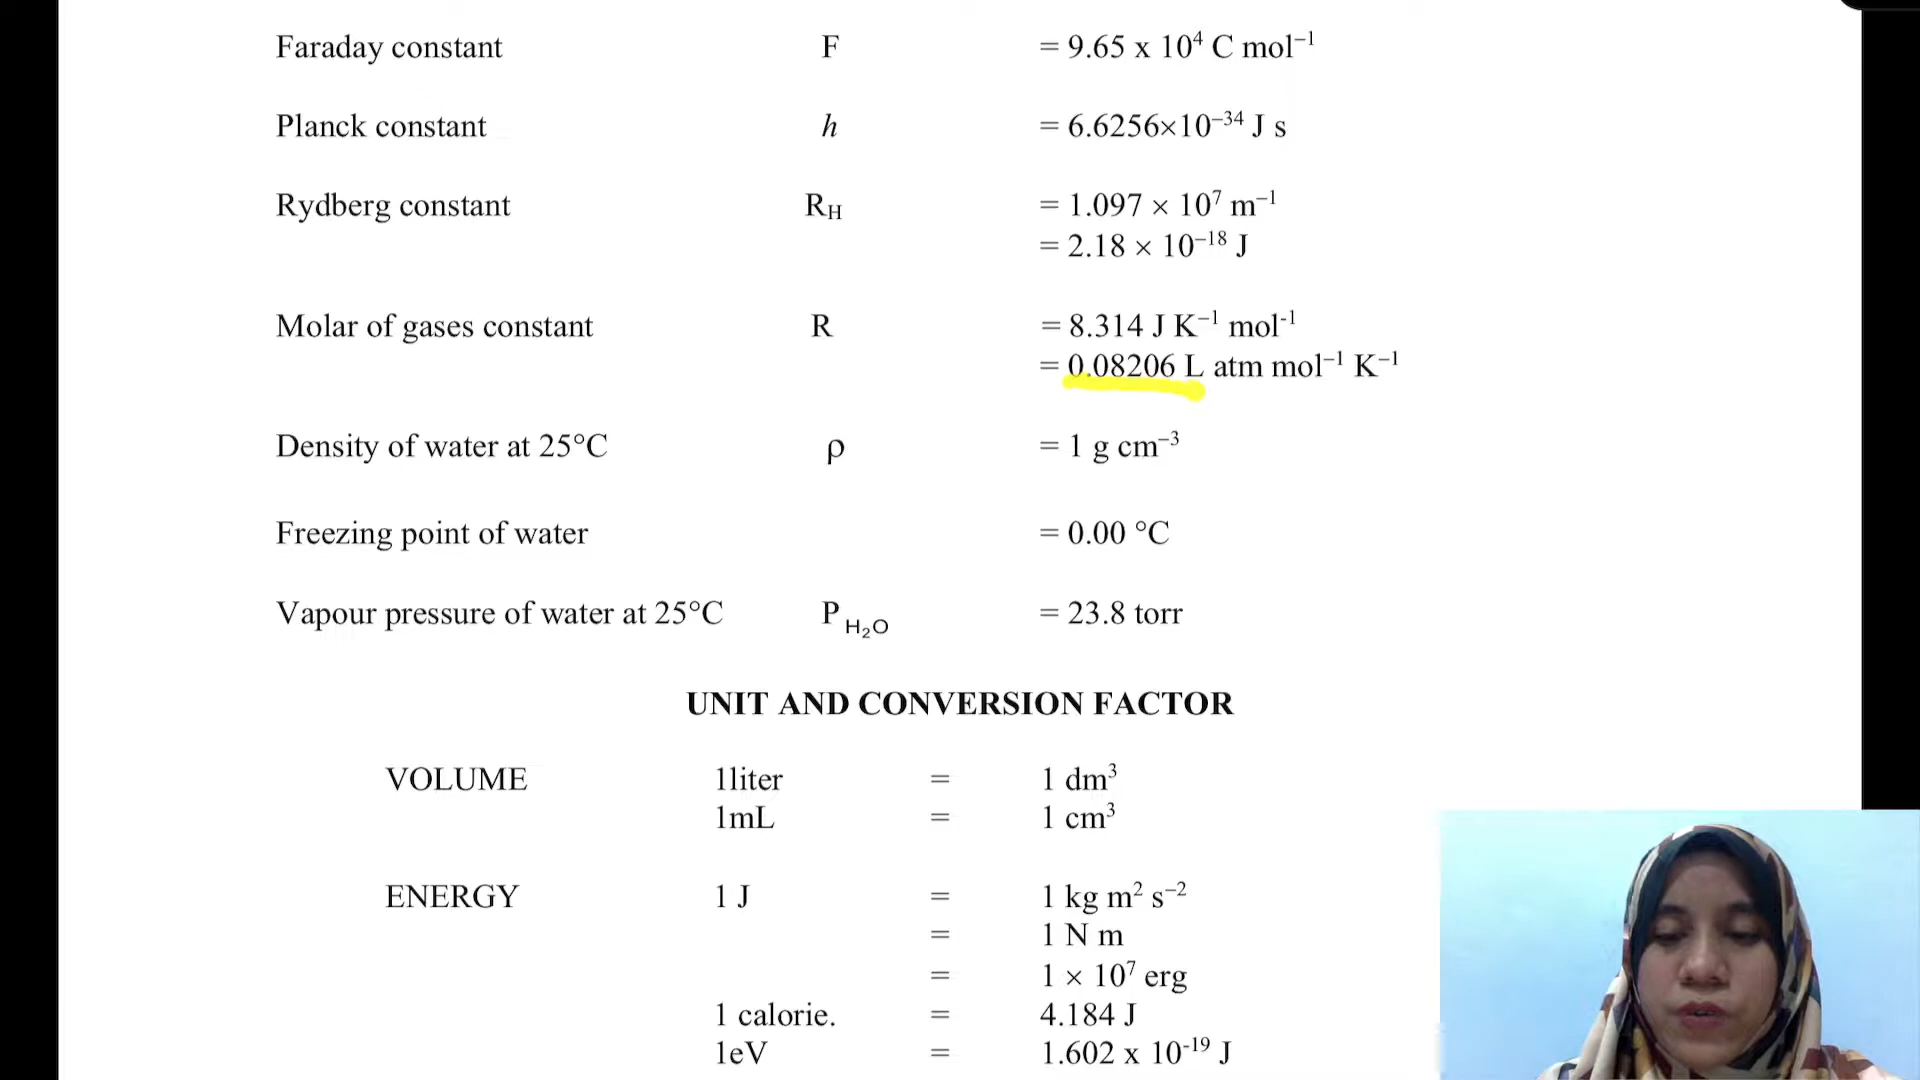 Faraday constant F = 9.65 x 10⁴ C mol⁻¹
Planck constant h = 6.6256×10⁻³⁴ J s
Rydberg constant R_H = 1.097 × 10⁷ m⁻¹
= 2.18 × 10⁻¹⁸ J
Molar of gases constant R = 8.314 J K⁻¹ mol⁻¹
= 0.08206 L atm mol⁻¹ K⁻¹
Density of water at 25°C ρ = 1 g cm⁻³
Freezing point of water = 0.00 °C
Vapour pressure of water at 25°C P H₂O = 23.8 torr
UNIT AND CONVERSION FACTOR
VOLUME 1liter = 1 dm³
1mL = 1 cm³
ENERGY 1 J = 1 kg m² s⁻²
= 1 N m
= 1 × 10⁷ erg
1 calorie. = 4.184 J
1eV = 1.602 x 10⁻¹⁹ J